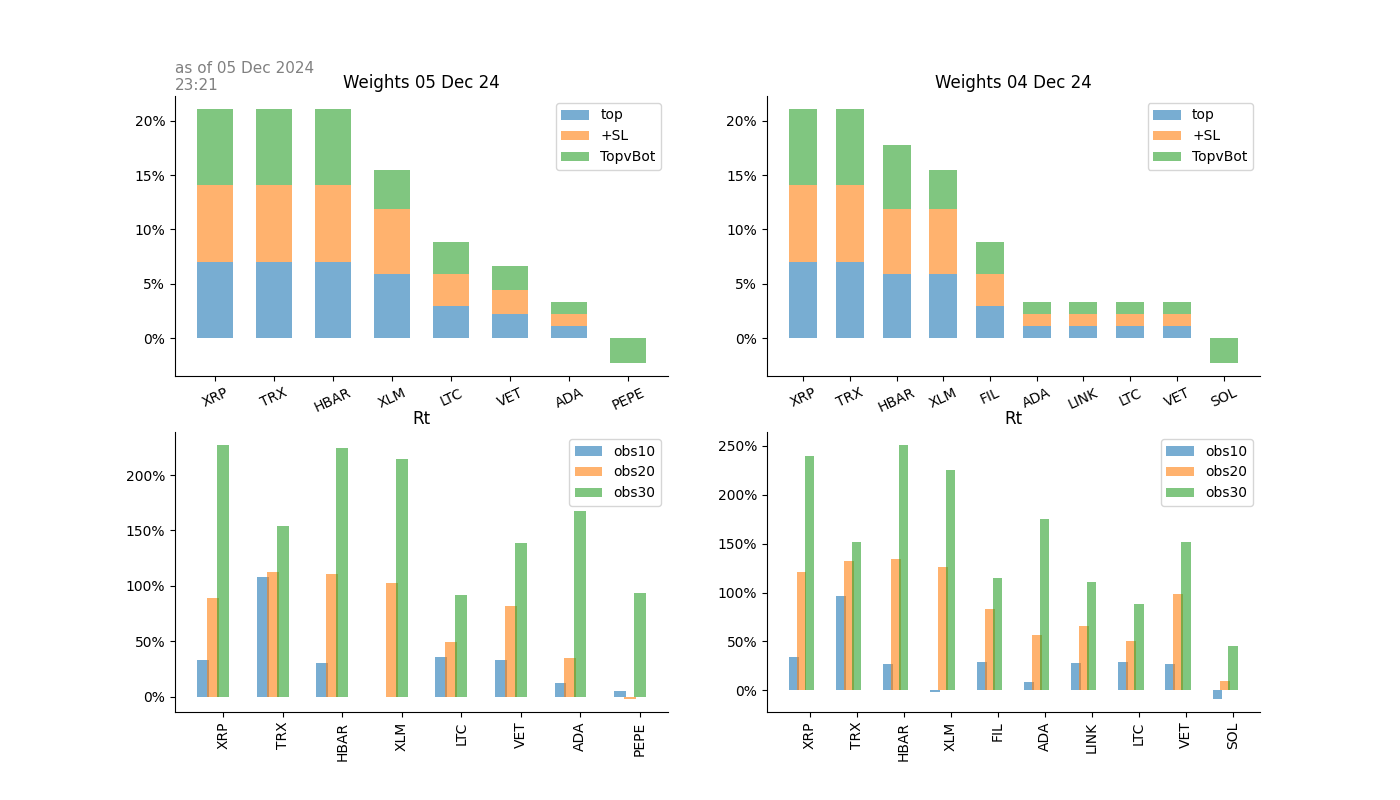 as of 05 Dec 2024
23:21
Weights 05 Dec 24
20%
15%
10%
5%
0%
top
+SL
TopvBot
XRP TRX HBAR XLM LTC VET ADA PEPE
Weights 04 Dec 24
20%
15%
10%
5%
0%
top
+SL
TopvBot
XRP TRX HBAR XLM FIL ADA LINK LTC VET SOL
Rt
200%
150%
100%
50%
0%
obs10
obs20
obs30
XRP TRX HBAR XLM LTC VET ADA PEPE
Rt
250%
200%
150%
100%
50%
0%
obs10
obs20
obs30
XRP TRX HBAR XLM FIL ADA LINK LTC VET SOL